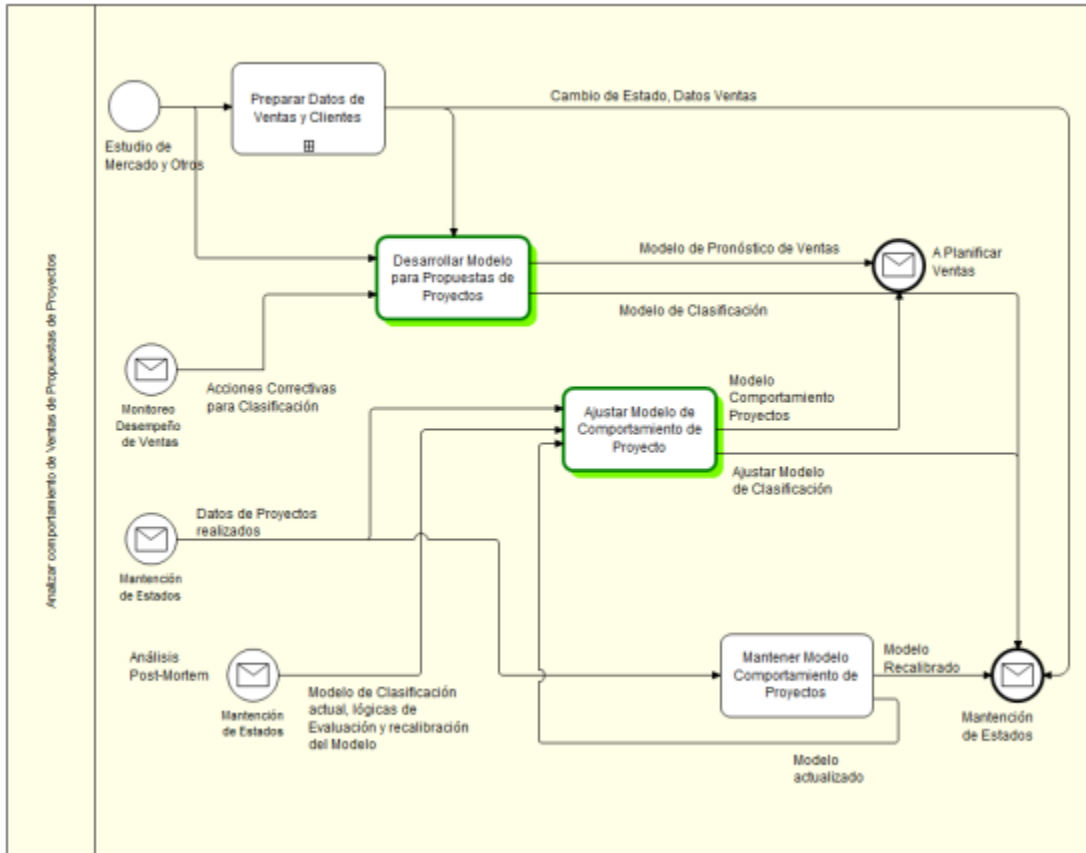 Analizar comportamiento de Ventas de Propuestas de Proyectos
Preparar Datos de
Ventas y Clientes
Cambio de Estado, Datos Ventas
Estudio de
Mercado y Otros
Desarrollar Modelo
para Propuestas de
Proyectos
Modelo de Pronóstico de Ventas
A Planificar
Ventas
Modelo de Clasificación
Monitoreo
Desempeño
de Ventas
Acciones Correctivas
para Clasificación
Ajustar Modelo de
Comportamiento de
Proyecto
Modelo
Comportamiento
Proyectos
Ajustar Modelo
de Clasificación
Datos de Proyectos
realizados
Mantención
de Estados
Análisis
Post-Mortem
Mantención
de Estados
Modelo de Clasificación
actual, lógicas de
Evaluación y recalibración
del Modelo
Mantener Modelo
Comportamiento de
Proyectos
Modelo
Recalibrado
Mantención
de Estados
Modelo
actualizado